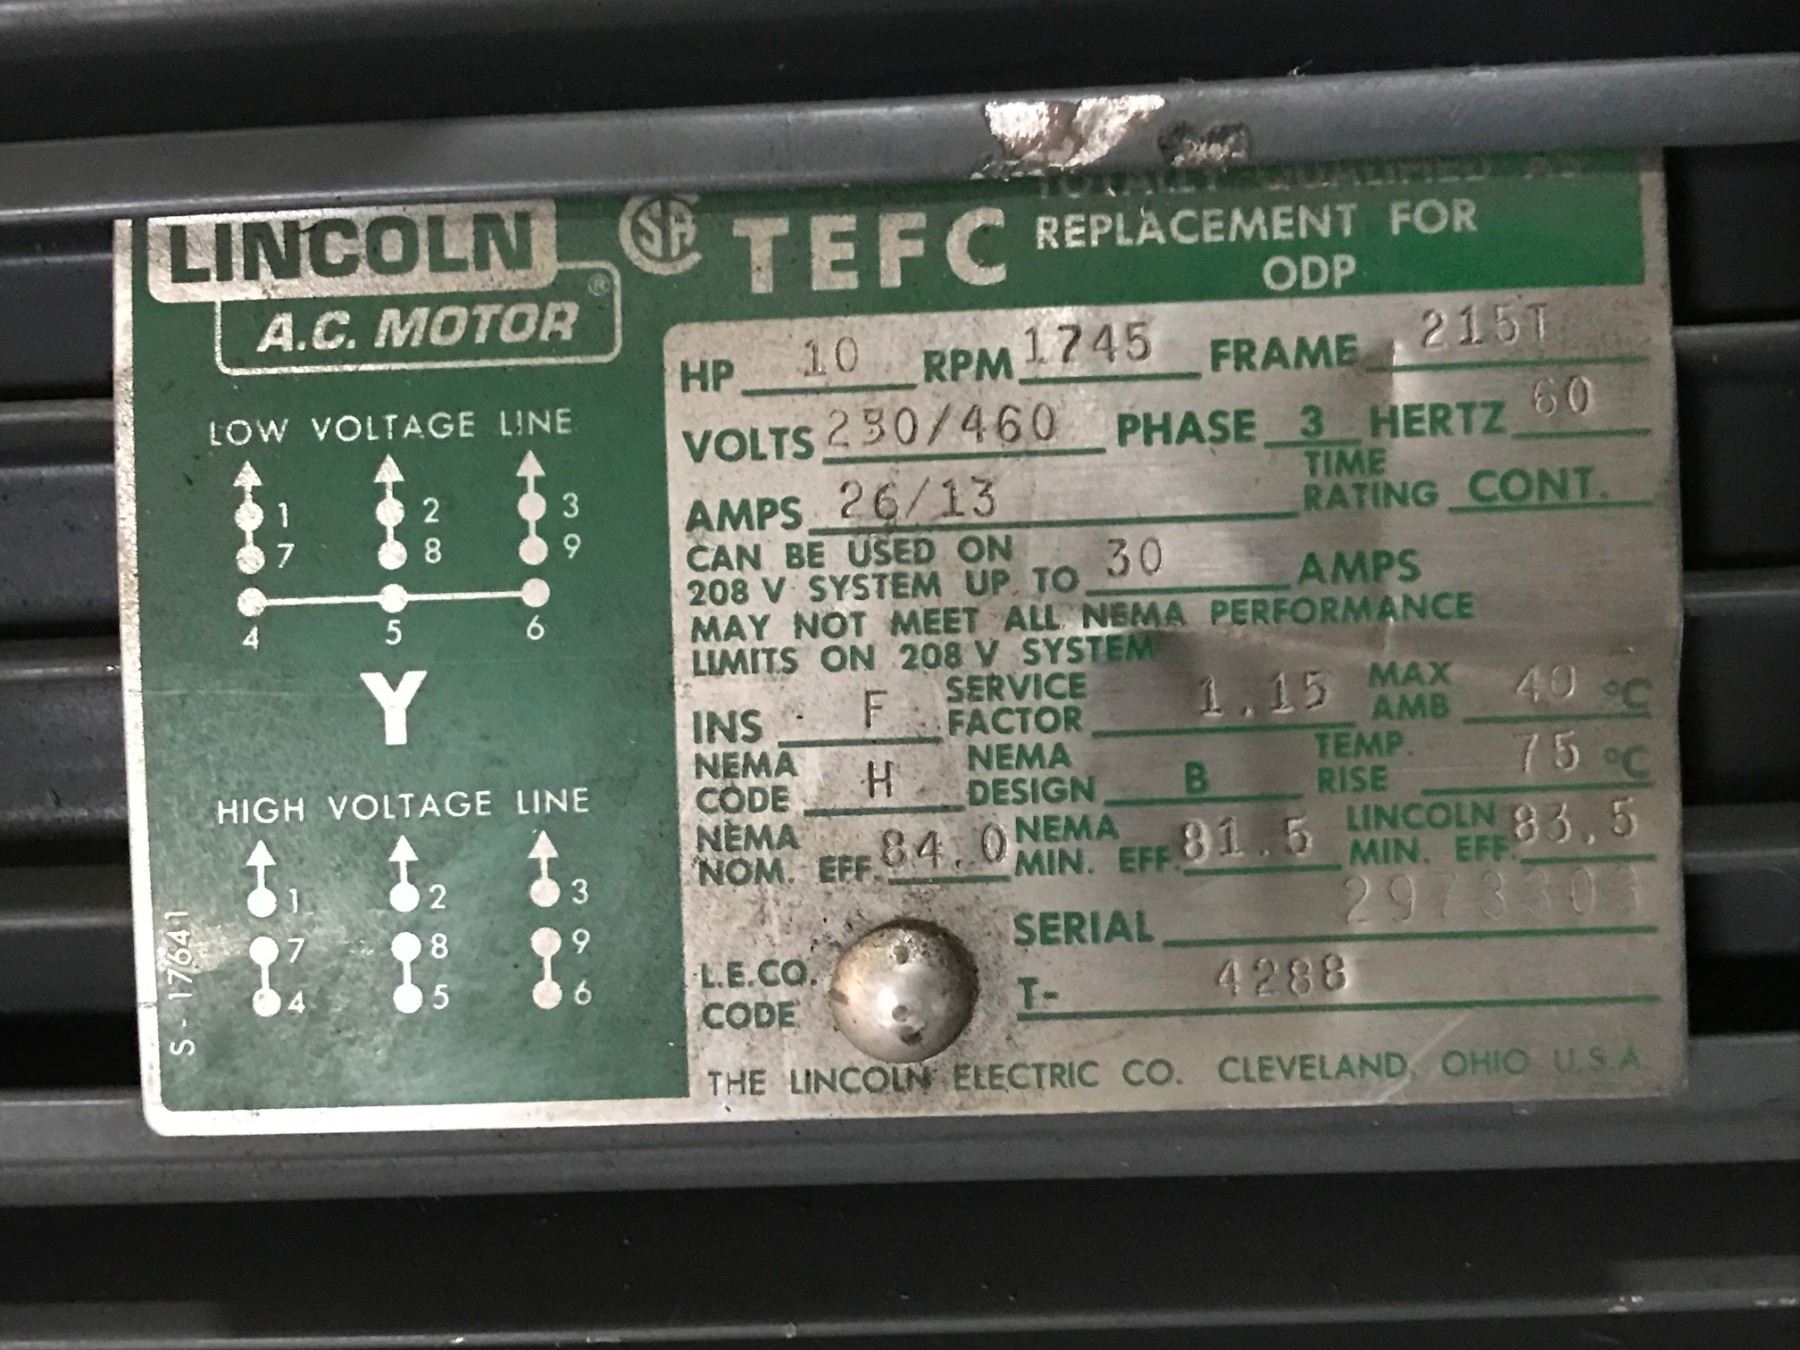 LINCOLN
A.C. MOTOR ®
CSA
TEFC
TOTALLY QUALIFIED AS
REPLACEMENT FOR
ODP
LOW VOLTAGE LINE
1 2 3
7 8 9
4 5 6
Y
HIGH VOLTAGE LINE
1 2 3
7 8 9
4 5 6
S-17641
HP 10 RPM 1745 FRAME 215T
VOLTS 230/460 PHASE 3 HERTZ 60
AMPS 26/13 TIME RATING CONT.
CAN BE USED ON
208 V SYSTEM UP TO 30 AMPS
MAY NOT MEET ALL NEMA PERFORMANCE
LIMITS ON 208 V SYSTEM
INS F SERVICE FACTOR 1.15 MAX AMB 40 °C
NEMA CODE H NEMA DESIGN B TEMP. RISE 75 °C
NEMA NOM. EFF. 84.0 NEMA MIN. EFF. 81.5 LINCOLN MIN. EFF. 83.5
SERIAL 2973303
L.E.CO. CODE
T- 4288
THE LINCOLN ELECTRIC CO. CLEVELAND, OHIO U.S.A.